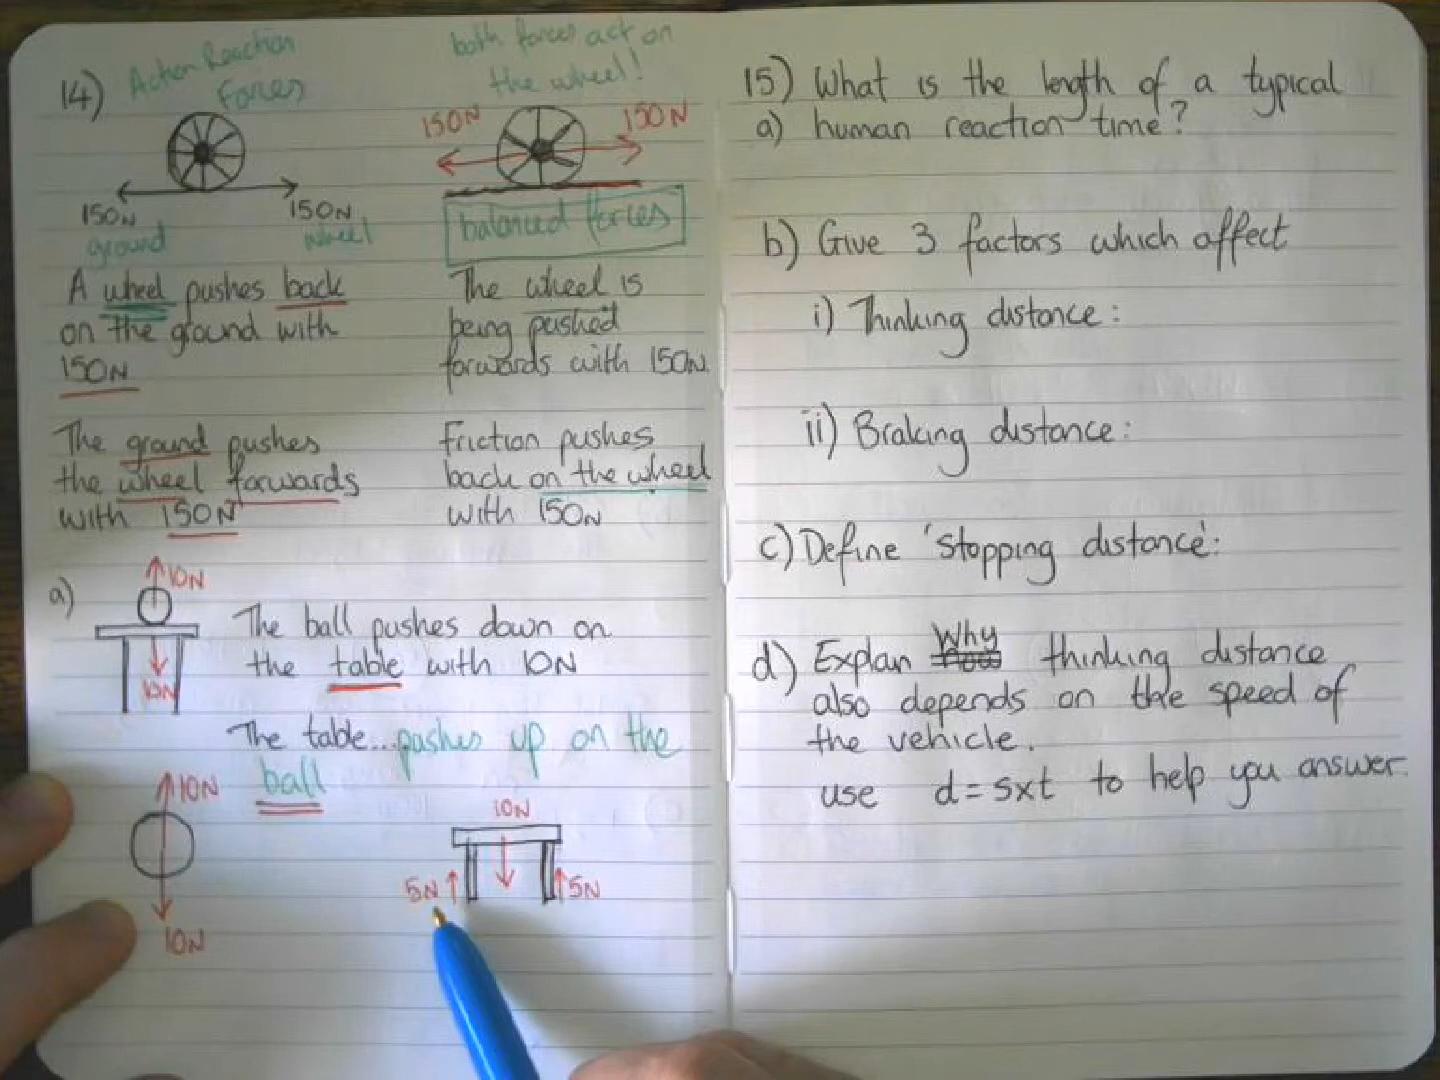 14)
Action Reaction
Forces
150N
ground
150N
wheel
A wheel pushes back
on the ground with
150N
The ground pushes
the wheel forwards
with 150N
both forces act on
the wheel!
150N
150N
balanced forces
The wheel is
being pushed
forwards with 150N
Friction pushes
back on the wheel
with 150N
a)
10N
10N
The ball pushes down on
the table with 10N
The table...pushes up on the
ball
10N
10N
10N
5N
5N
15) What is the length of a typical
a) human reaction time?
b) Give 3 factors which affect
i) Thinking distance:
ii) Braking distance:
c) Define 'stopping distance':
d) Explain Why thinking distance
also depends on the speed of
the vehicle.
use d=sxt to help you answer.